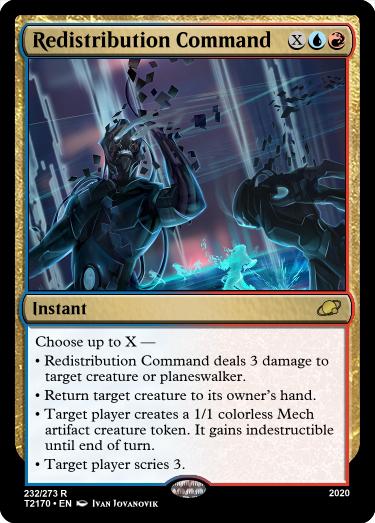 Redistribution Command X
Instant
Choose up to X —
• Redistribution Command deals 3 damage to
target creature or planeswalker.
• Return target creature to its owner's hand.
• Target player creates a 1/1 colorless Mech
artifact creature token. It gains indestructible
until end of turn.
• Target player scries 3.
232/273 R 2020
T2170 • EN Ivan Jovanovik